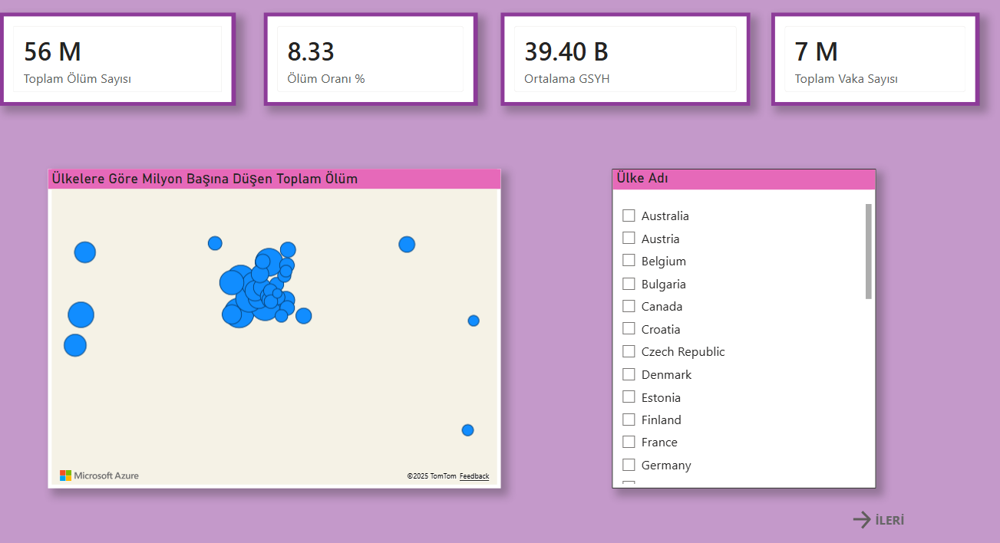 56 M
Toplam Ölüm Sayısı
8.33
Ölüm Oranı %
39.40 B
Ortalama GSYH
7 M
Toplam Vaka Sayısı
Ülkelere Göre Milyon Başına Düşen Toplam Ölüm
Microsoft Azure
©2025 TomTom Feedback
Ülke Adı
Australia
Austria
Belgium
Bulgaria
Canada
Croatia
Czech Republic
Denmark
Estonia
Finland
France
Germany
İLERİ